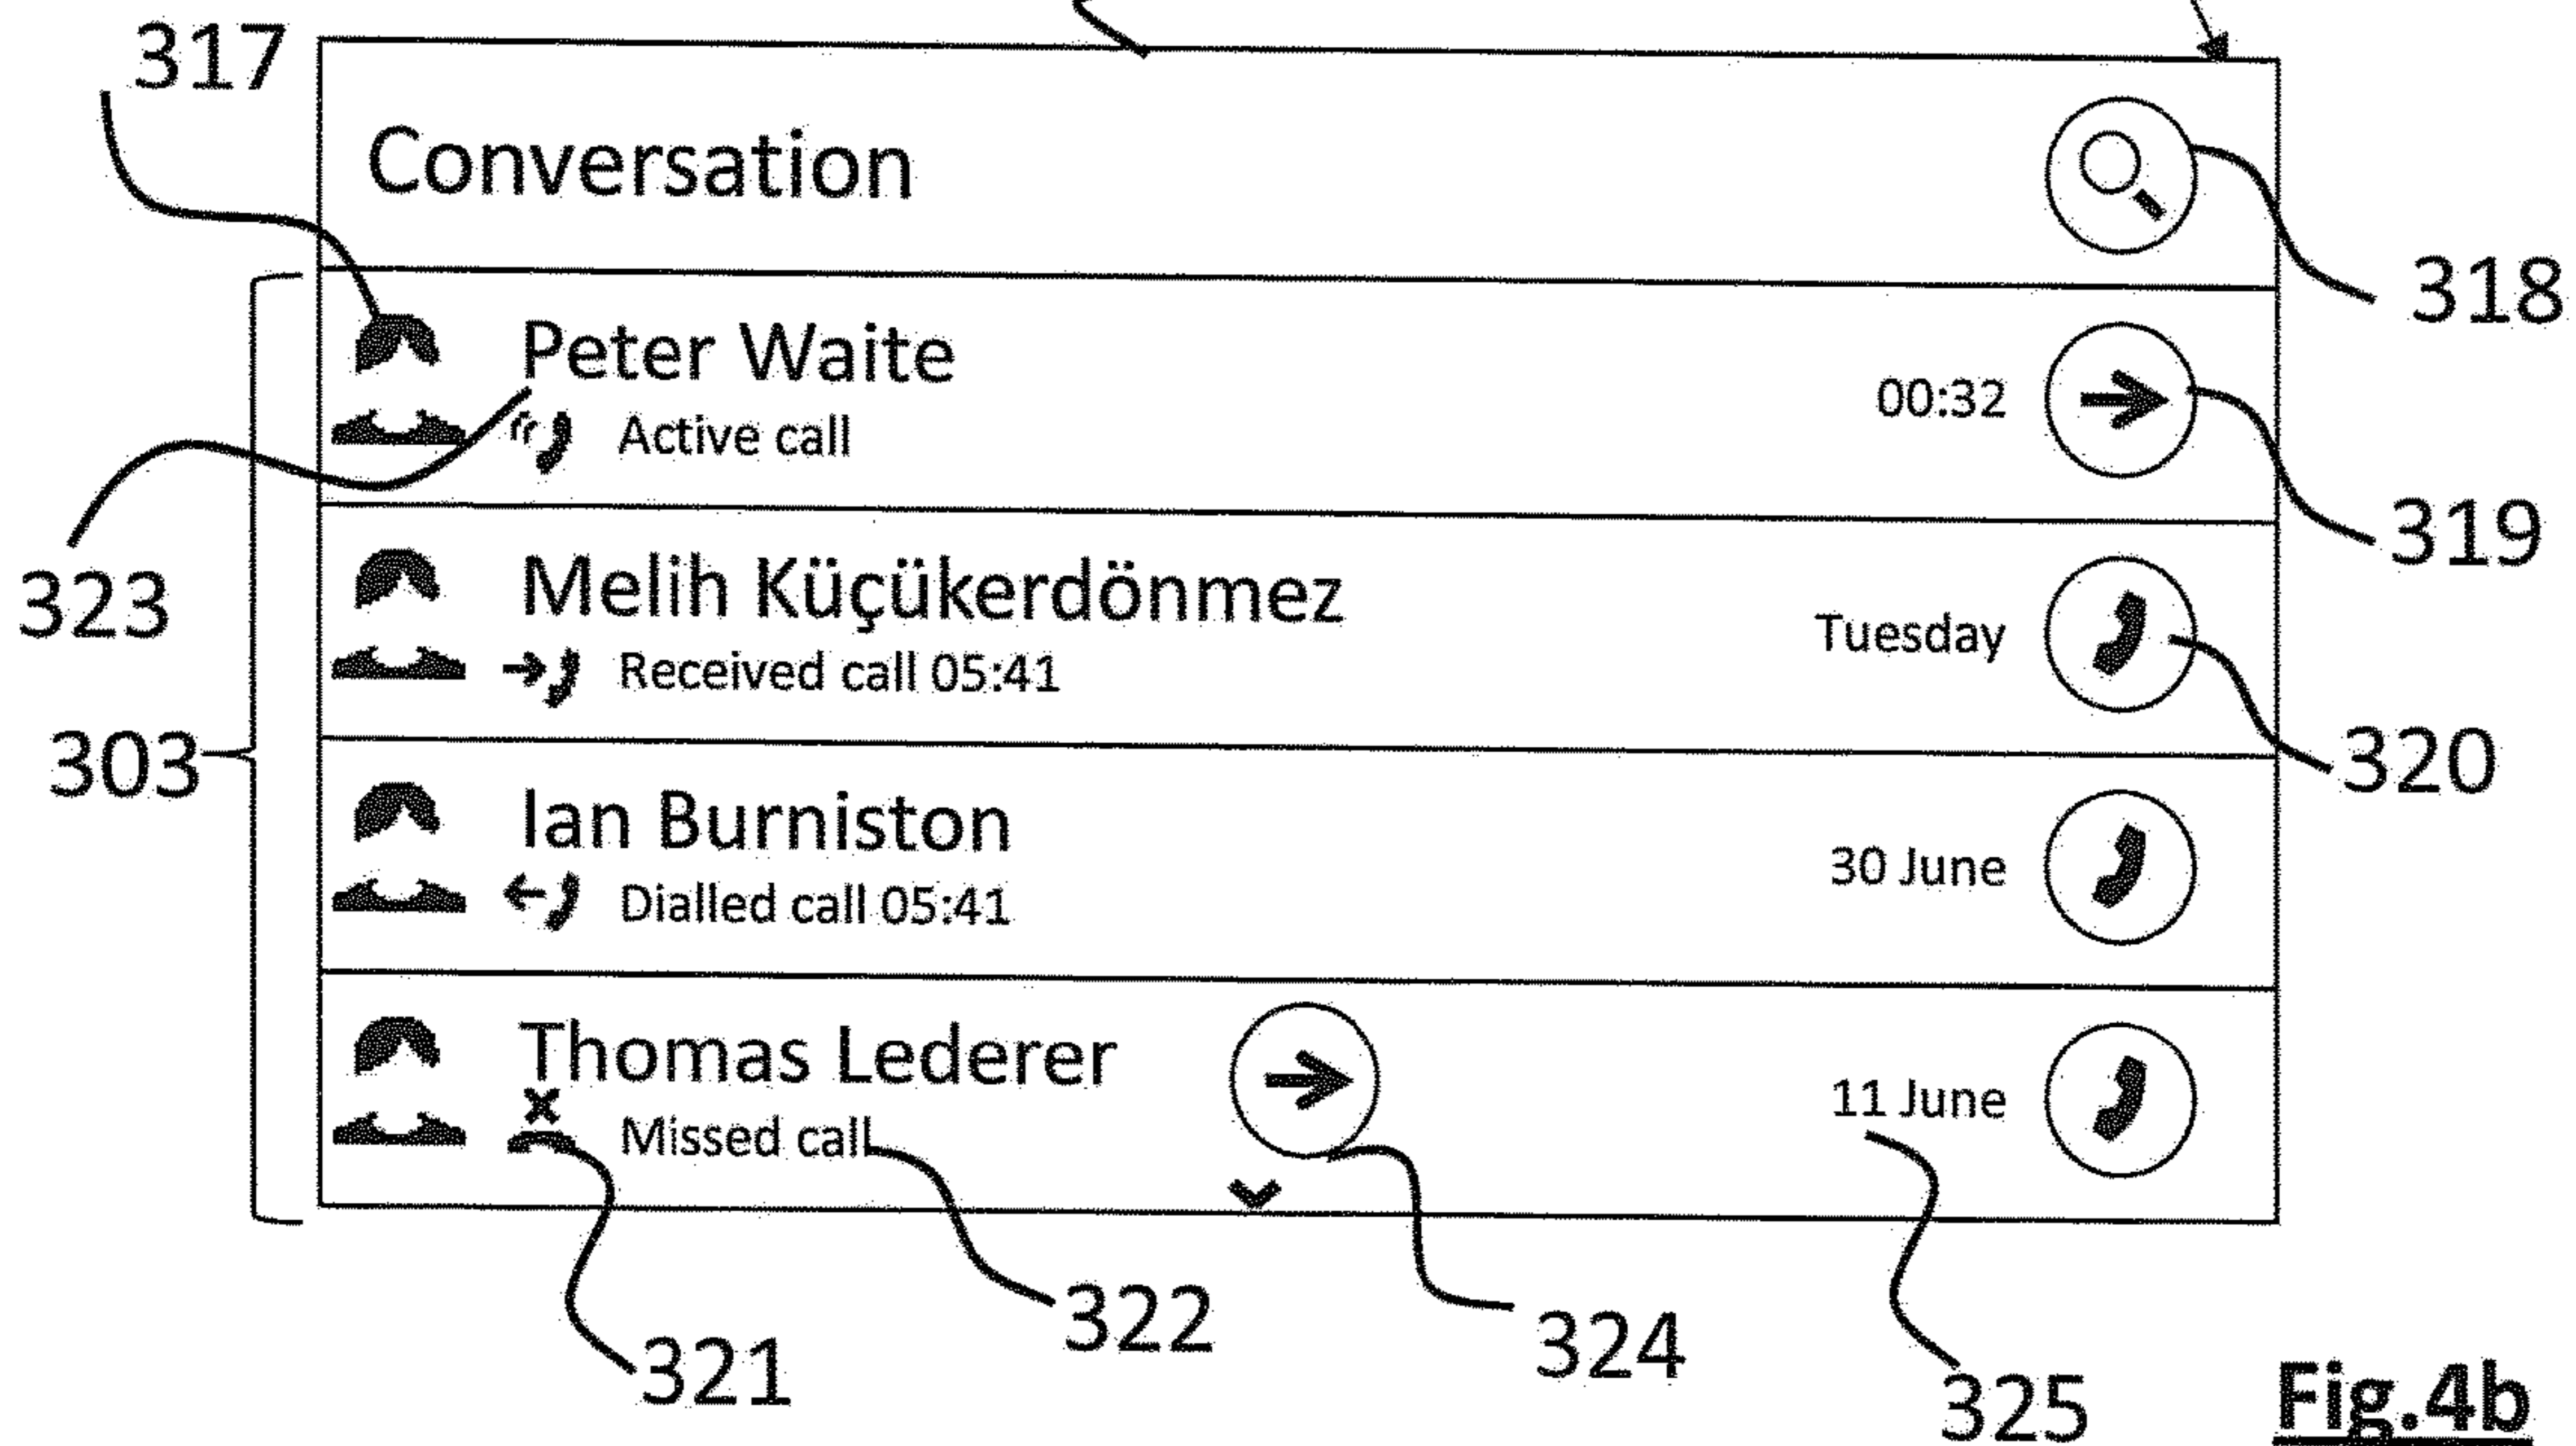 317
Conversation
318
Peter Waite
Active call
00:32
319
323
Melih Küçükerdönmez
Received call 05:41
Tuesday
320
303
Ian Burniston
Dialled call 05:41
30 June
Thomas Lederer
Missed call
11 June
321
322
324
325
Fig.4b